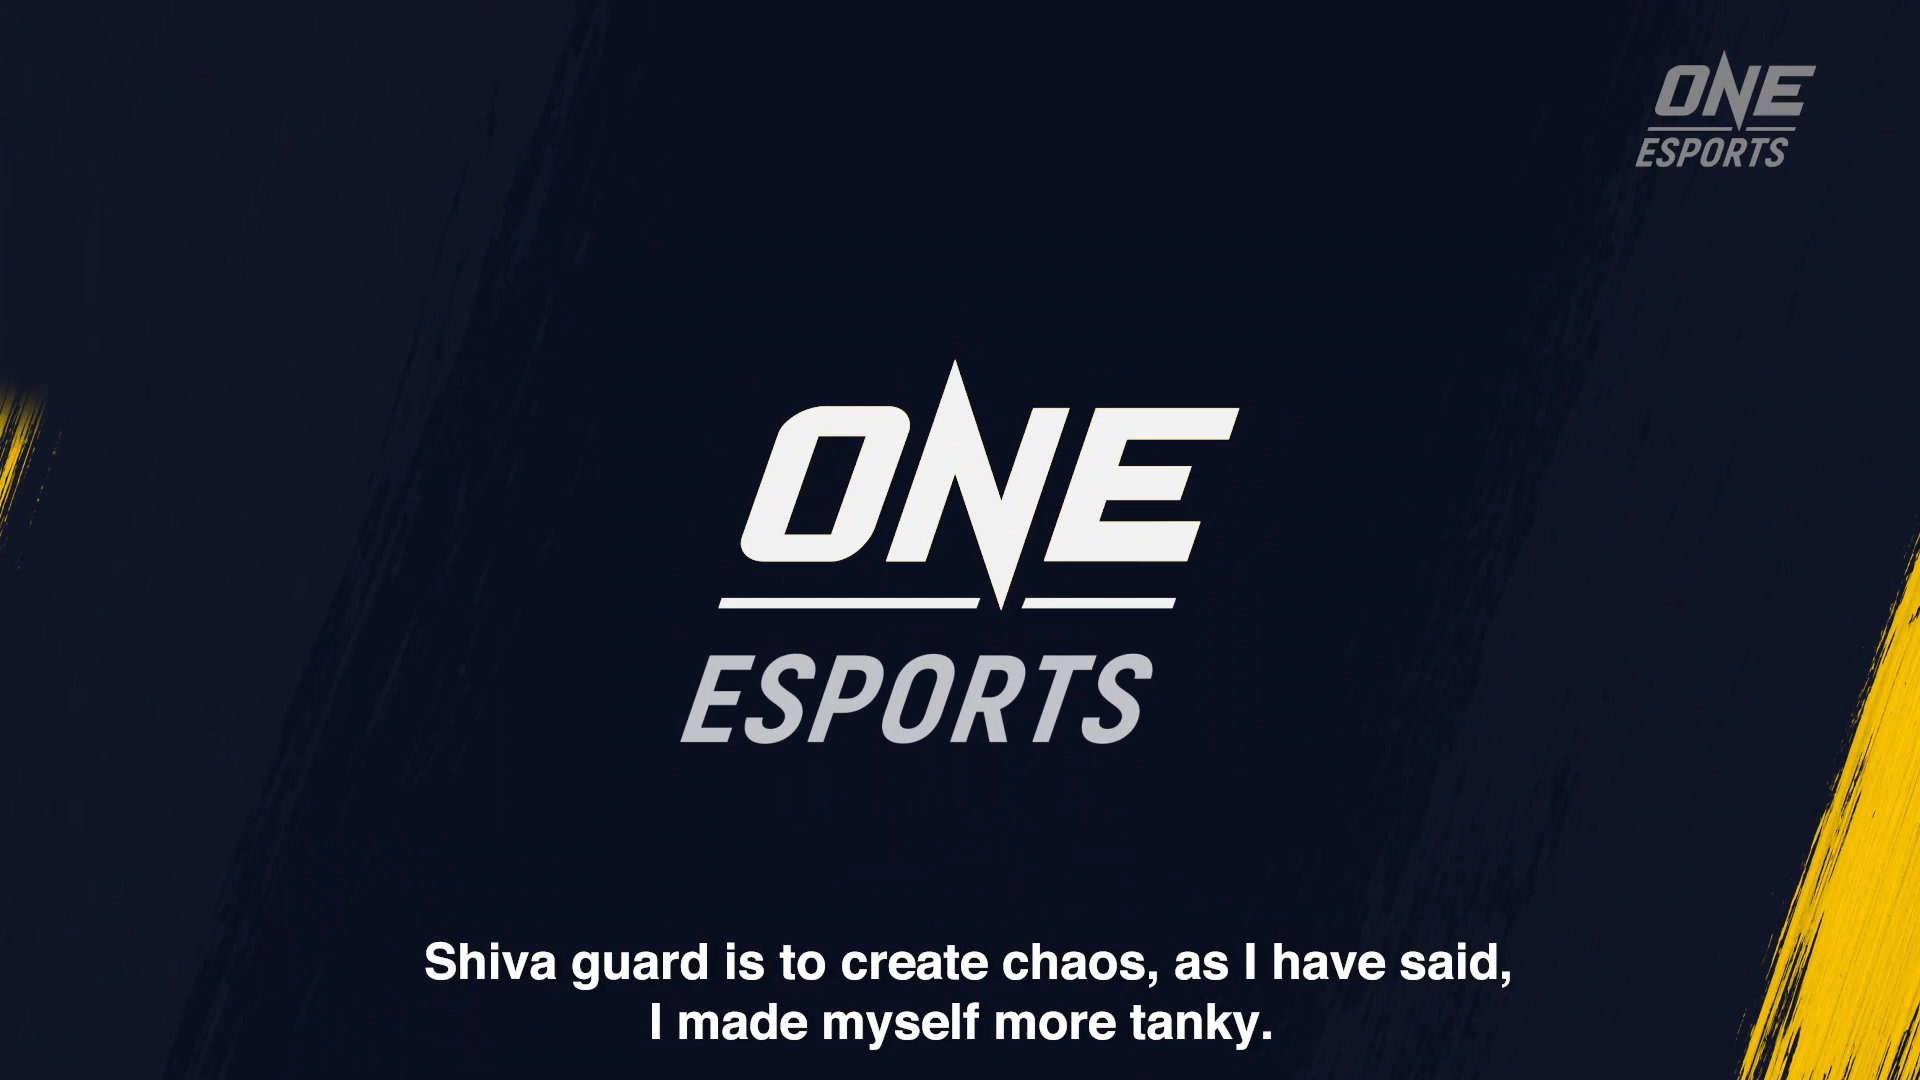 ONE
ESPORTS
ONE
ESPORTS
Shiva guard is to create chaos, as I have said,
I made myself more tanky.